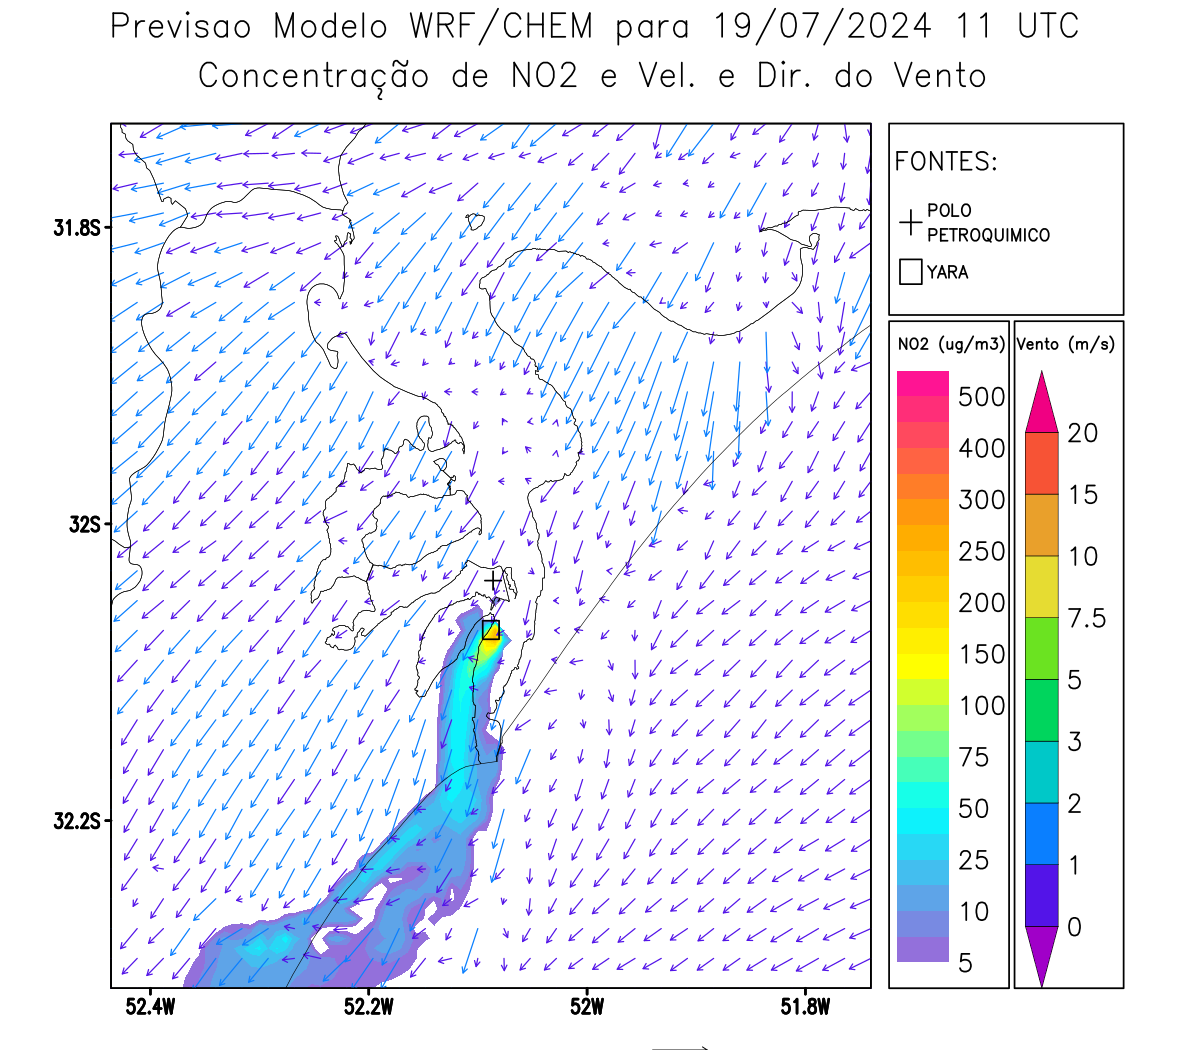 Previsao Modelo WRF/CHEM para 19/07/2024 11 UTC
Concentração de NO2 e Vel. e Dir. do Vento
FONTES:
POLO
PETROQUIMICO
YARA
31.8S
32S
32.2S
52.4W
52.2W
52W
51.8W
NO2 (ug/m3)
500
400
300
250
200
150
100
75
50
25
10
5
Vento (m/s)
20
15
10
7.5
5
3
2
1
0